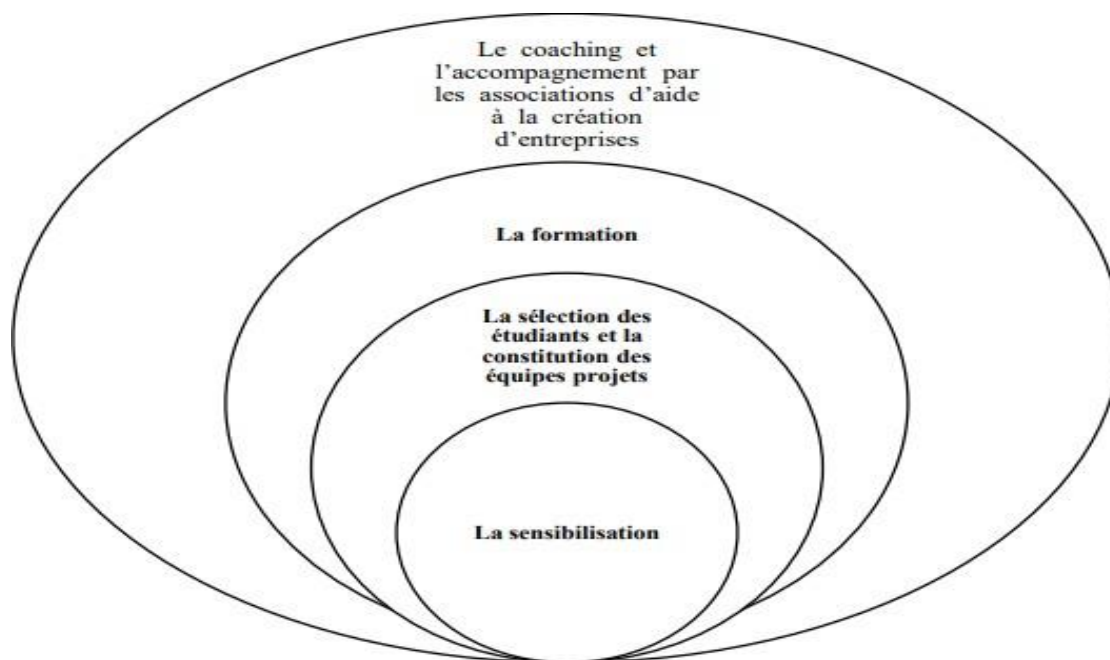 Le coaching et
l'accompagnement par
les associations d'aide
à la création
d'entreprises
La formation
La sélection des
étudiants et la
constitution des
équipes projets
La sensibilisation